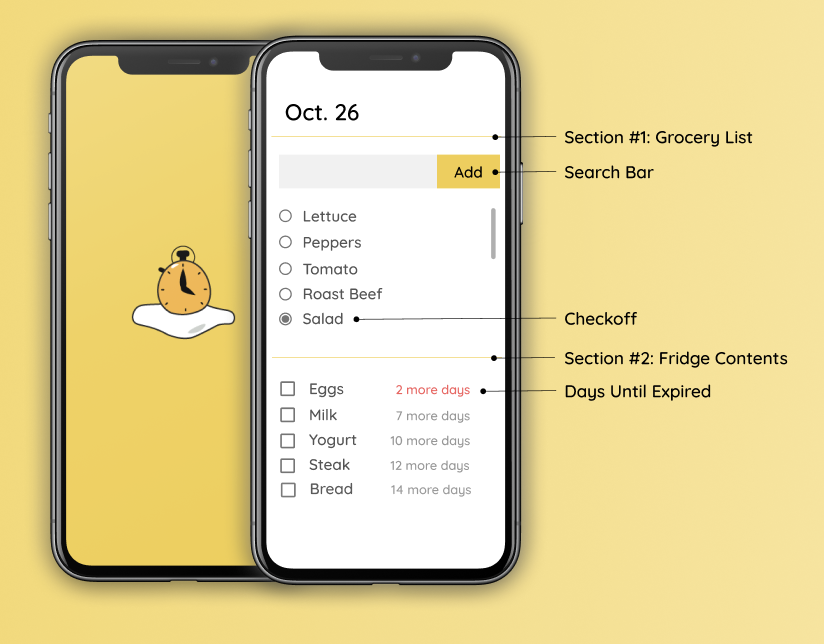 Oct. 26
Section #1: Grocery List
Add
Search Bar
Lettuce
Peppers
Tomato
Roast Beef
Salad
Checkoff
Section #2: Fridge Contents
Eggs 2 more days
Days Until Expired
Milk 7 more days
Yogurt 10 more days
Steak 12 more days
Bread 14 more days